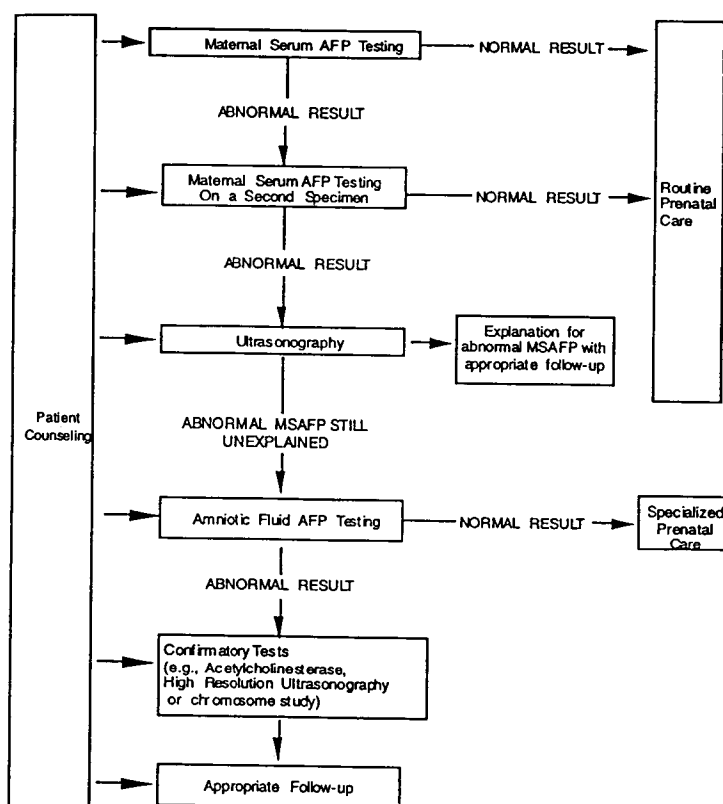 Maternal Serum AFP Testing
NORMAL RESULT
ABNORMAL RESULT
Maternal Serum AFP Testing
On a Second Specimen
NORMAL RESULT
Routine
Prenatal
Care
ABNORMAL RESULT
Ultrasonography
Explanation for
abnormal MSAFP with
appropriate follow-up
Patient
Counseling
ABNORMAL MSAFP STILL
UNEXPLAINED
Amniotic Fluid AFP Testing
NORMAL RESULT
Specialized
Prenatal
Care
ABNORMAL RESULT
Confirmatory Tests
(e.g., Acetylcholinesterase,
High Resolution Ultrasonography
or chromosome study)
Appropriate Follow-up